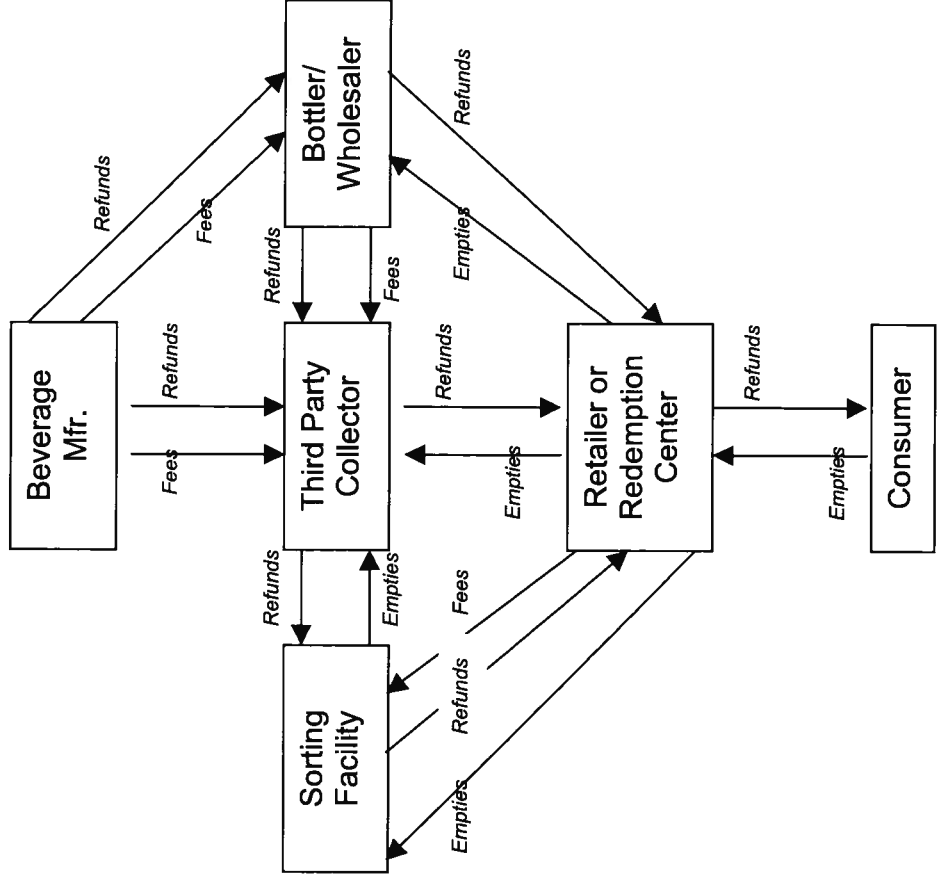 Beverage
Mfr.
Refunds
Fees
Refunds
Fees
Bottler/
Wholesaler
Refunds
Fees
Third Party
Collector
Refunds
Empties
Sorting
Facility
Refunds
Empties
Refunds
Empties
Fees
Refunds
Empties
Retailer or
Redemption
Center
Refunds
Empties
Consumer